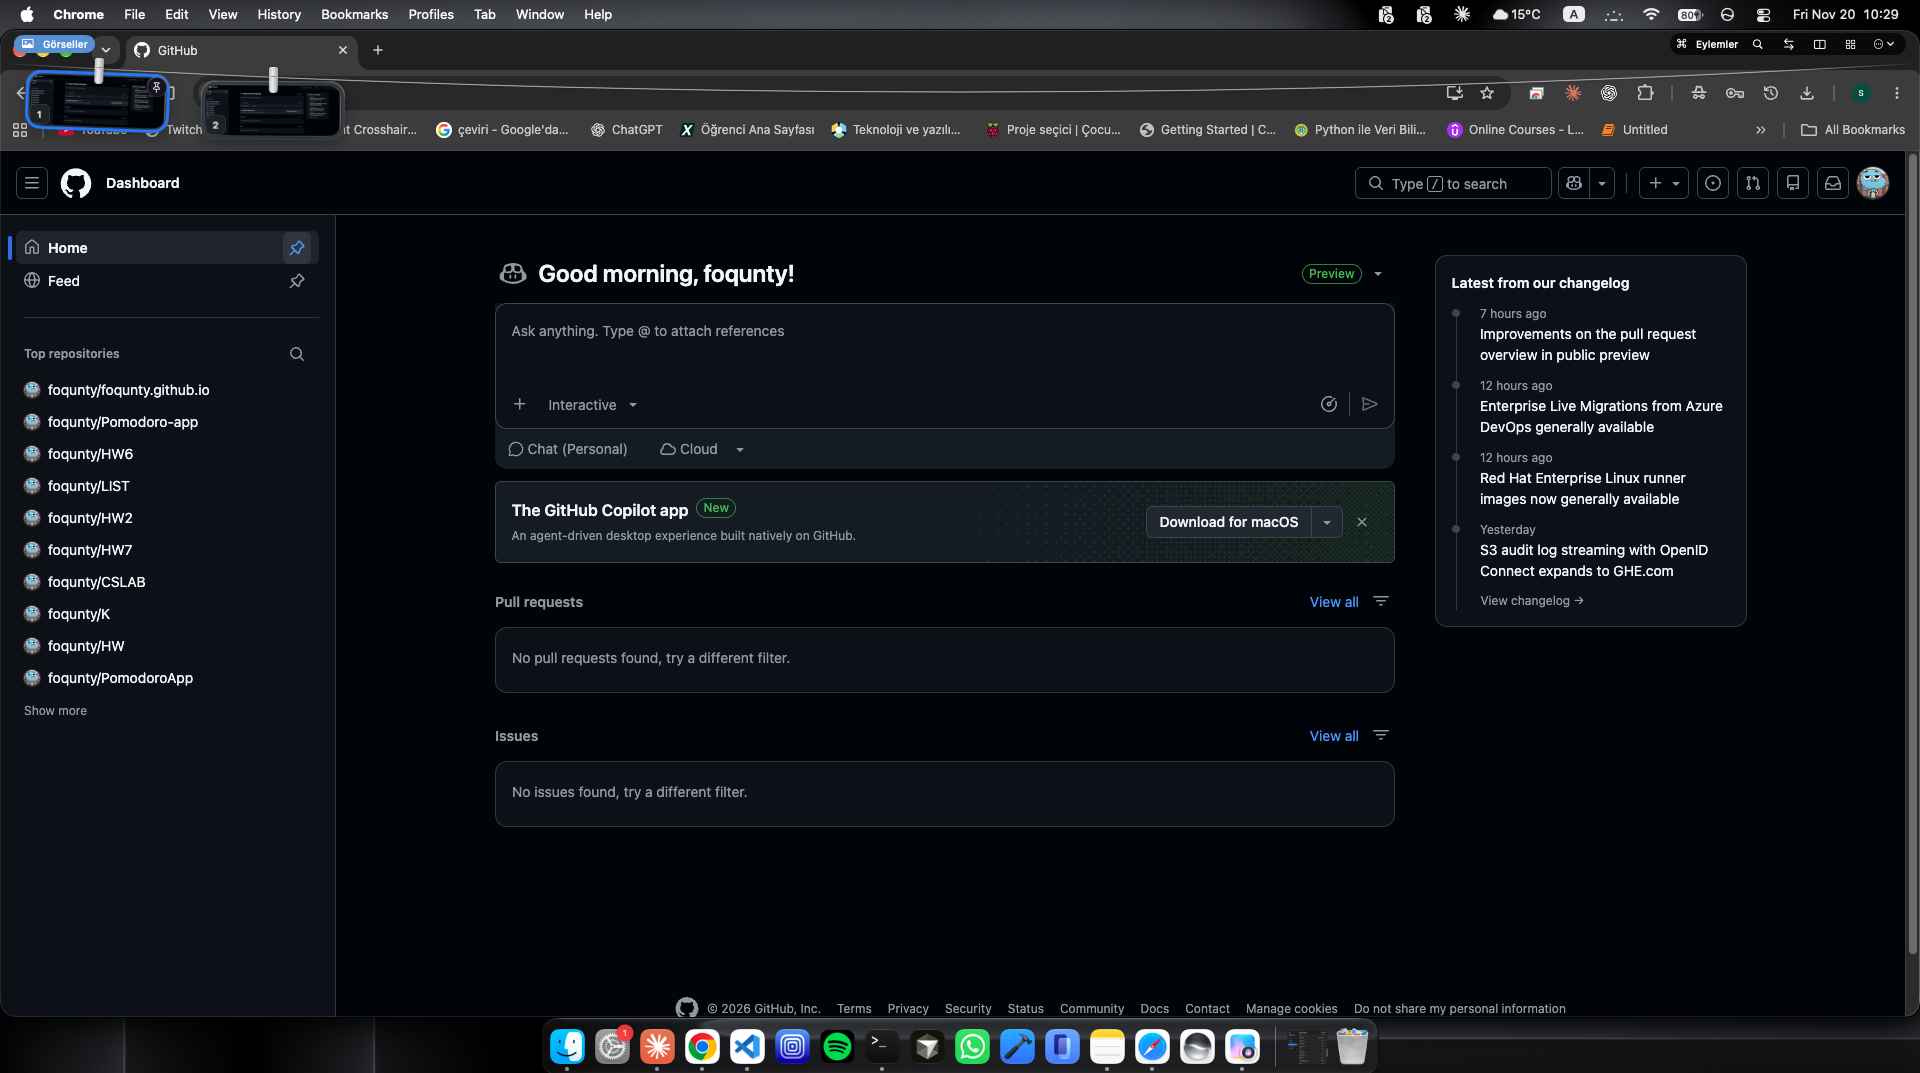 Chrome File Edit View History Bookmarks Profiles Tab Window Help
2 2 15°C A 80 Fri Nov 20 10:29
Görseller
GitHub
Eylemler
1
2
s
Twitch
t Crosshair...
çeviri - Google'da...
ChatGPT
Öğrenci Ana Sayfası
Teknoloji ve yazılı...
Proje seçici | Çocu...
Getting Started | C...
Python ile Veri Bili...
Online Courses - L...
Untitled
All Bookmarks
Dashboard
Type / to search
Home
Feed
Top repositories
foqunty/foqunty.github.io
foqunty/Pomodoro-app
foqunty/HW6
foqunty/LIST
foqunty/HW2
foqunty/HW7
foqunty/CSLAB
foqunty/K
foqunty/HW
foqunty/PomodoroApp
Show more
Good morning, foqunty!
Preview
Ask anything. Type @ to attach references
Interactive
Chat (Personal)
Cloud
The GitHub Copilot app New
An agent-driven desktop experience built natively on GitHub.
Download for macOS
Pull requests
View all
No pull requests found, try a different filter.
Issues
View all
No issues found, try a different filter.
Latest from our changelog
7 hours ago
Improvements on the pull request
overview in public preview
12 hours ago
Enterprise Live Migrations from Azure
DevOps generally available
12 hours ago
Red Hat Enterprise Linux runner
images now generally available
Yesterday
S3 audit log streaming with OpenID
Connect expands to GHE.com
View changelog →
© 2026 GitHub, Inc. Terms Privacy Security Status Community Docs Contact Manage cookies Do not share my personal information
1